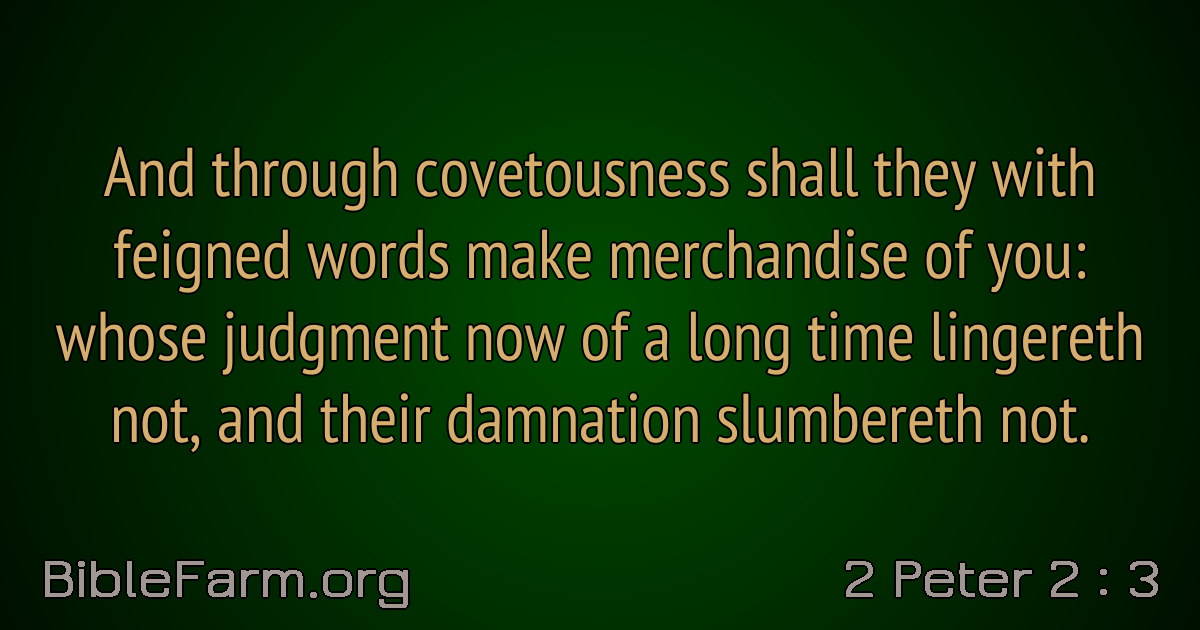 And through covetousness shall they with
feigned words make merchandise of you:
whose judgment now of a long time lingereth
not, and their damnation slumbereth not.
BibleFarm.org
2 Peter 2 : 3